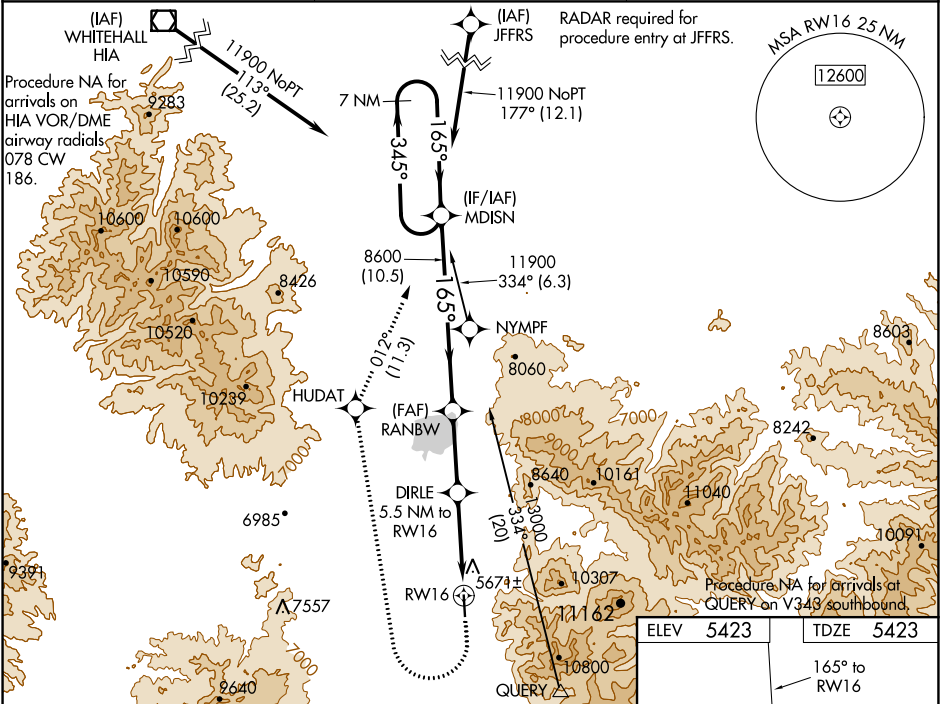 (IAF)
WHITEHALL
HIA
11900 NoPT
113°
(25.2)
(IAF)
JFFRS
RADAR required for
procedure entry at JFFRS.
MSA RW16 25 NM
12600
Procedure NA for
arrivals on
HIA VOR/DME
airway radials
078 CW
186.
9283
7 NM
345°
165°
11900 NoPT
177° (12.1)
(IF/IAF)
MDISN
10600
10600
10590
10520
8426
10239
8600
(10.5)
165°
11900
334° (6.3)
NYMPF
012°
(11.3)
HUDAT
(FAF)
RANBW
8060
8603
8000
7000
8242
8640
10161
11040
DIRLE
5.5 NM to
RW16
13000
334°
(20)
7000
6985
9391
7557
7000
9640
RW16
5671±
10307
11162
10800
QUERY
10091
Procedure NA for arrivals at
QUERY on V343 southbound.
ELEV 5423
TDZE 5423
165° to
RW16